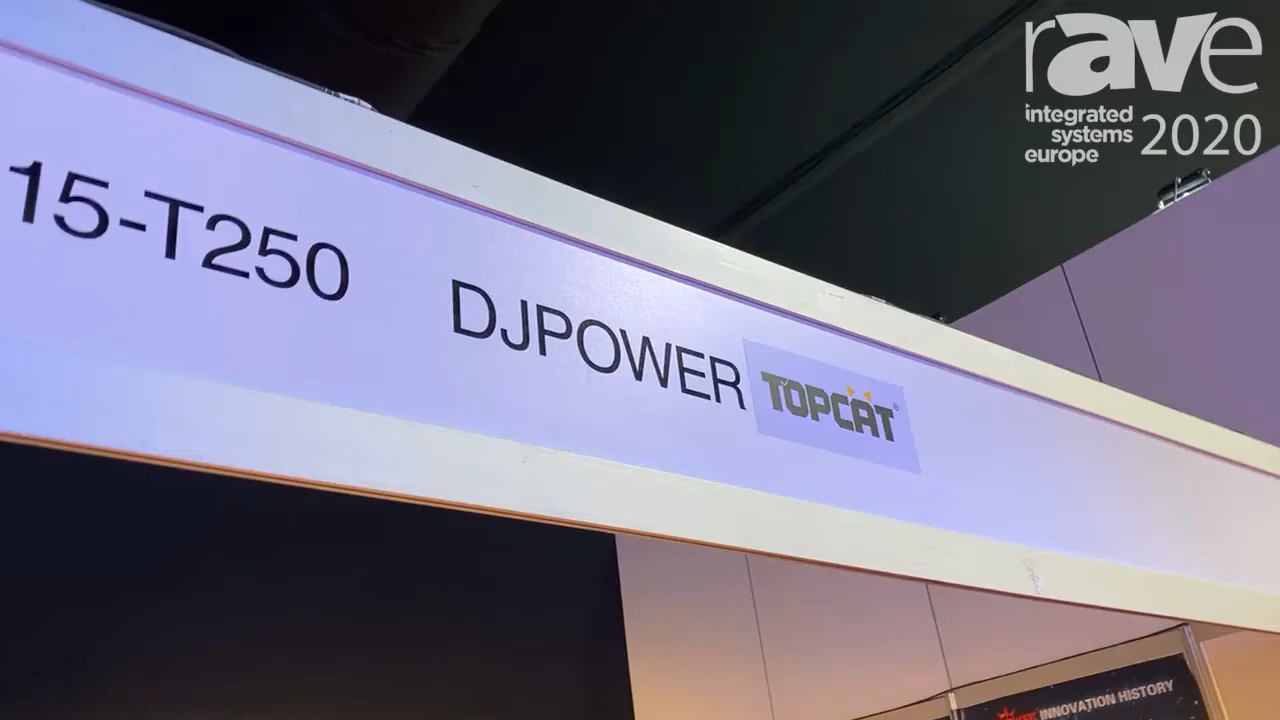 rave
integrated
systems
europe
2020
15-T250
DJPOWER
TOPCAT®
INNOVATION HISTORY